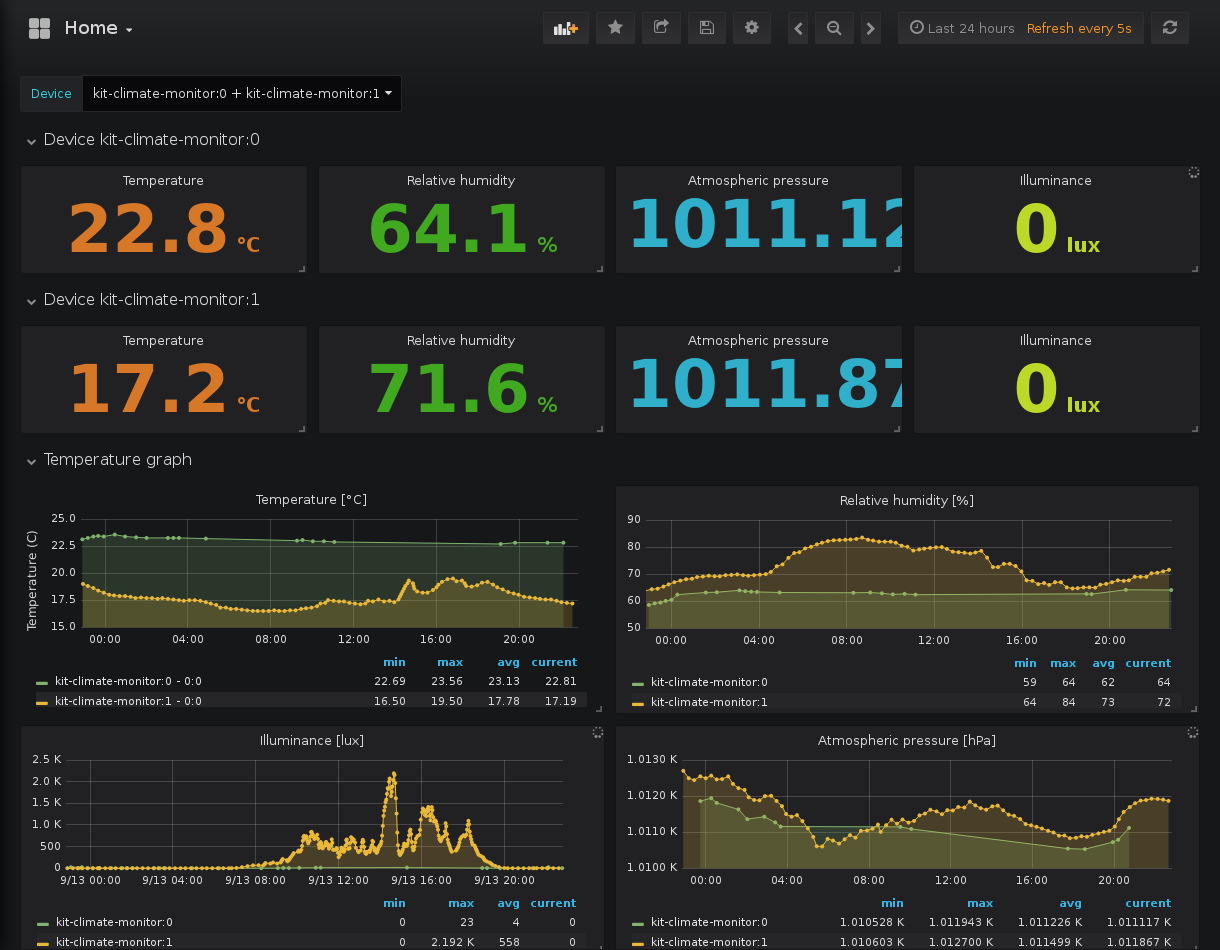 Home
Last 24 hours Refresh every 5s
Device kit-climate-monitor:0 + kit-climate-monitor:1
Device kit-climate-monitor:0
Temperature Relative humidity Atmospheric pressure Illuminance
22.8 °C 64.1 % 1011.12 0 lux
Device kit-climate-monitor:1
Temperature Relative humidity Atmospheric pressure Illuminance
17.2 °C 71.6 % 1011.87 0 lux
Temperature graph
Temperature [°C]
Temperature (C)
25.0
22.5
20.0
17.5
15.0
00:00 04:00 08:00 12:00 16:00 20:00
min max avg current
kit-climate-monitor:0 - 0:0 22.69 23.56 23.13 22.81
kit-climate-monitor:1 - 0:0 16.50 19.50 17.78 17.19
Relative humidity [%]
90
80
70
60
50
00:00 04:00 08:00 12:00 16:00 20:00
min max avg current
kit-climate-monitor:0 59 64 62 64
kit-climate-monitor:1 64 84 73 72
Illuminance [lux]
2.5 K
2.0 K
1.5 K
1.0 K
500
0
9/13 00:00 9/13 04:00 9/13 08:00 9/13 12:00 9/13 16:00 9/13 20:00
min max avg current
kit-climate-monitor:0 0 23 4 0
kit-climate-monitor:1 0 2.192 K 558 0
Atmospheric pressure [hPa]
1.0130 K
1.0120 K
1.0110 K
1.0100 K
00:00 04:00 08:00 12:00 16:00 20:00
min max avg current
kit-climate-monitor:0 1.010528 K 1.011943 K 1.011226 K 1.011117 K
kit-climate-monitor:1 1.010603 K 1.012700 K 1.011499 K 1.011867 K